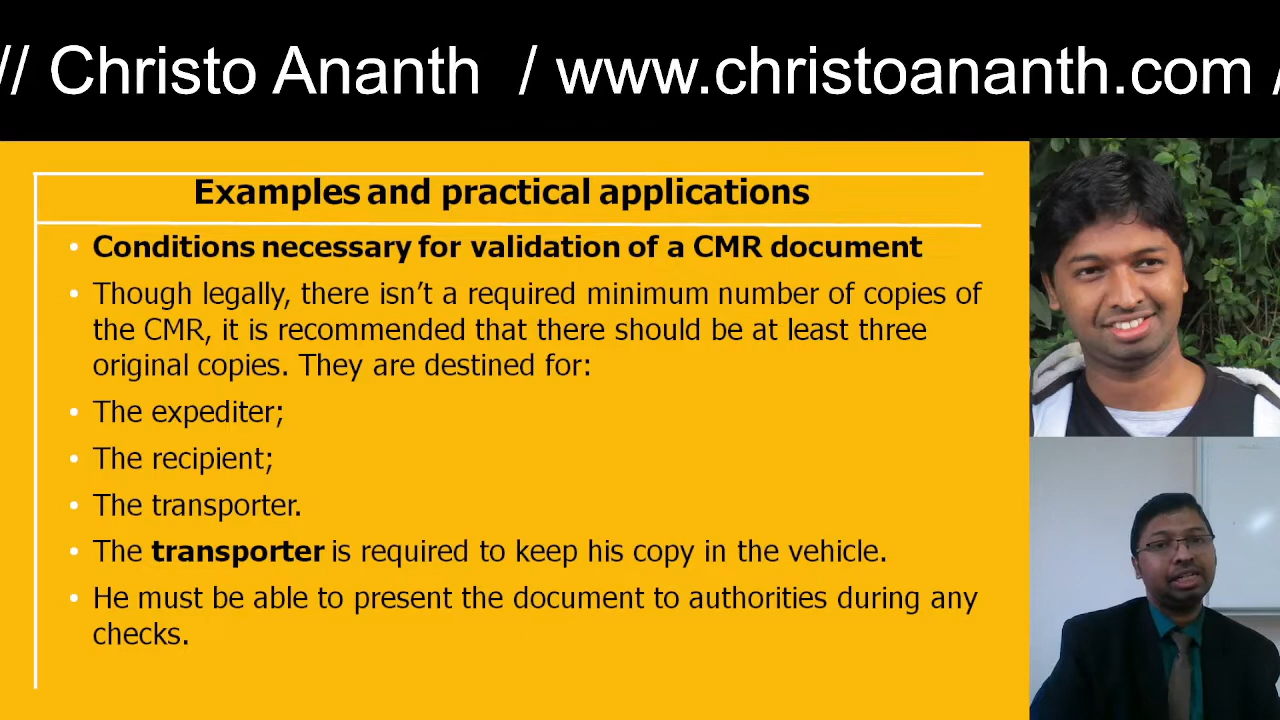 // Christo Ananth / www.christoananth.com /
Examples and practical applications
• Conditions necessary for validation of a CMR document
• Though legally, there isn’t a required minimum number of copies of
the CMR, it is recommended that there should be at least three
original copies. They are destined for:
• The expediter;
• The recipient;
• The transporter.
• The transporter is required to keep his copy in the vehicle.
• He must be able to present the document to authorities during any
checks.